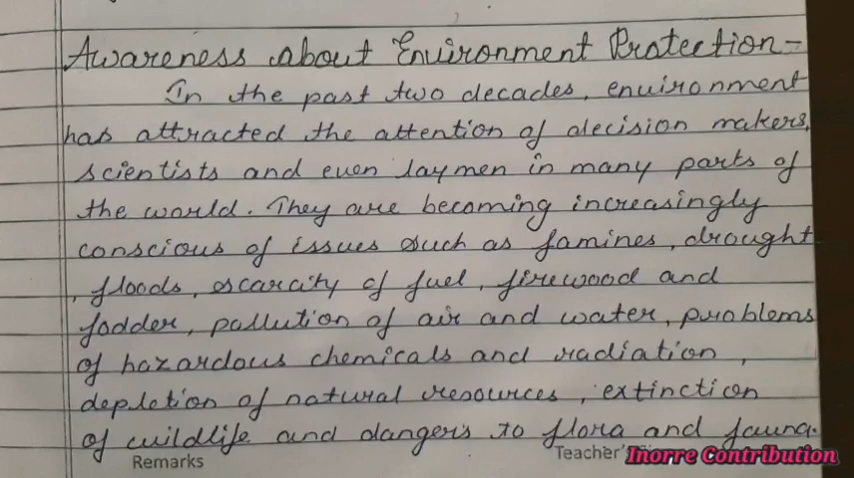 Awareness about Environment Protection-
In the past two decades, environment
has attracted the attention of decision makers,
scientists and even laymen in many parts of
the world. They are becoming increasingly
conscious of issues such as famines, drought
, floods, scarcity of fuel, firewood and
fodder, pollution of air and water, problems
of hazardous chemicals and radiation,
depletion of natural resources, extinction
of wildlife and dangers to flora and fauna.
Remarks
Teacher's
Inorre Contribution